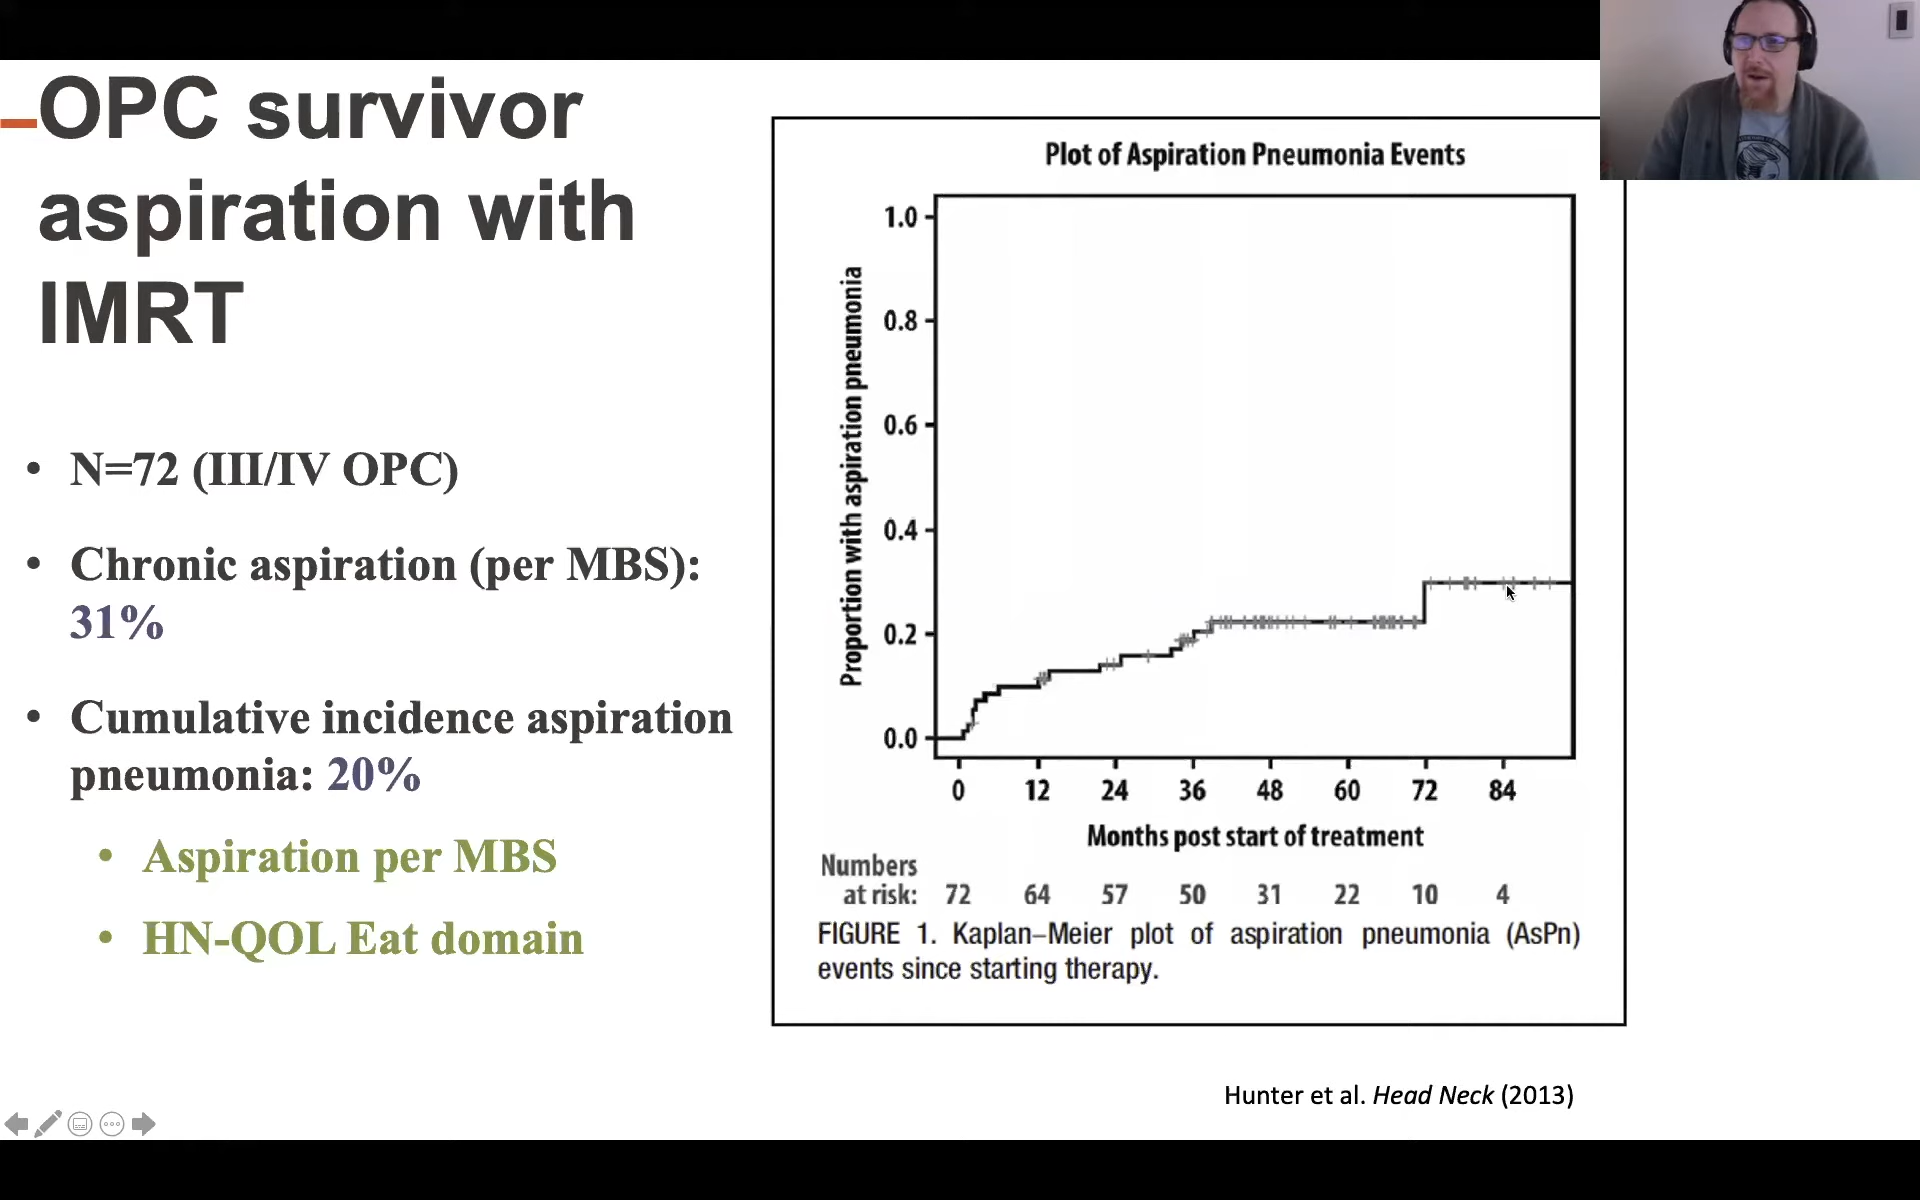 OPC survivor
aspiration with
IMRT
• N=72 (III/IV OPC)
• Chronic aspiration (per MBS):
31%
• Cumulative incidence aspiration
pneumonia: 20%
• Aspiration per MBS
• HN-QOL Eat domain
Plot of Aspiration Pneumonia Events
Proportion with aspiration pneumonia
1.0
0.8
0.6
0.4
0.2
0.0
0 12 24 36 48 60 72 84
Months post start of treatment
Numbers
at risk: 72 64 57 50 31 22 10 4
FIGURE 1. Kaplan–Meier plot of aspiration pneumonia (AsPn)
events since starting therapy.
Hunter et al. Head Neck (2013)